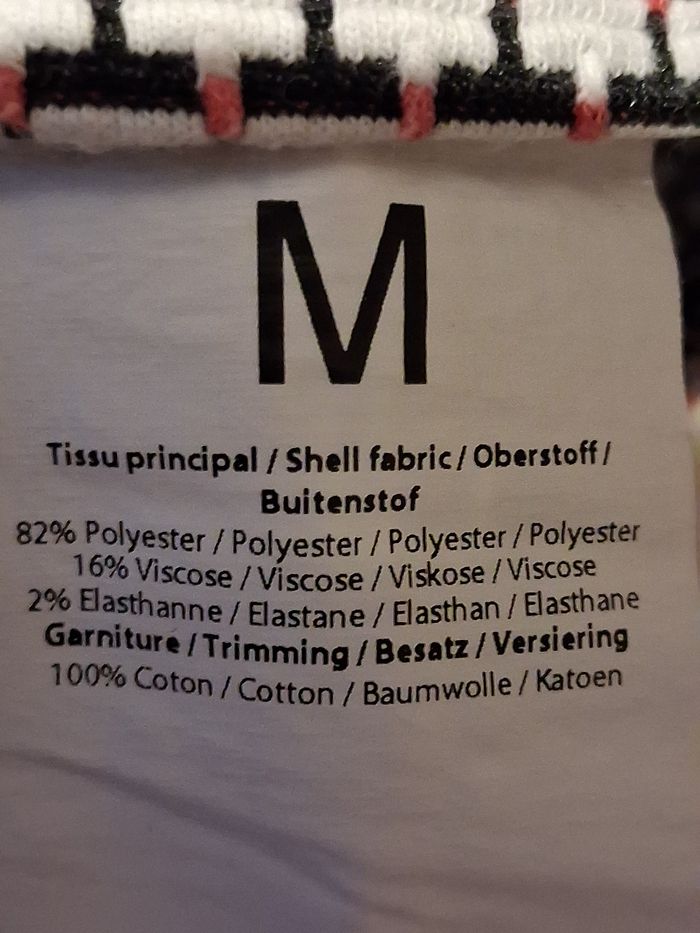 M
Tissu principal / Shell fabric / Oberstoff /
Buitenstof
82% Polyester / Polyester / Polyester / Polyester
16% Viscose / Viscose / Viskose / Viscose
2% Elasthanne / Elastane / Elasthan / Elasthane
Garniture / Trimming / Besatz / Versiering
100% Coton / Cotton / Baumwolle / Katoen